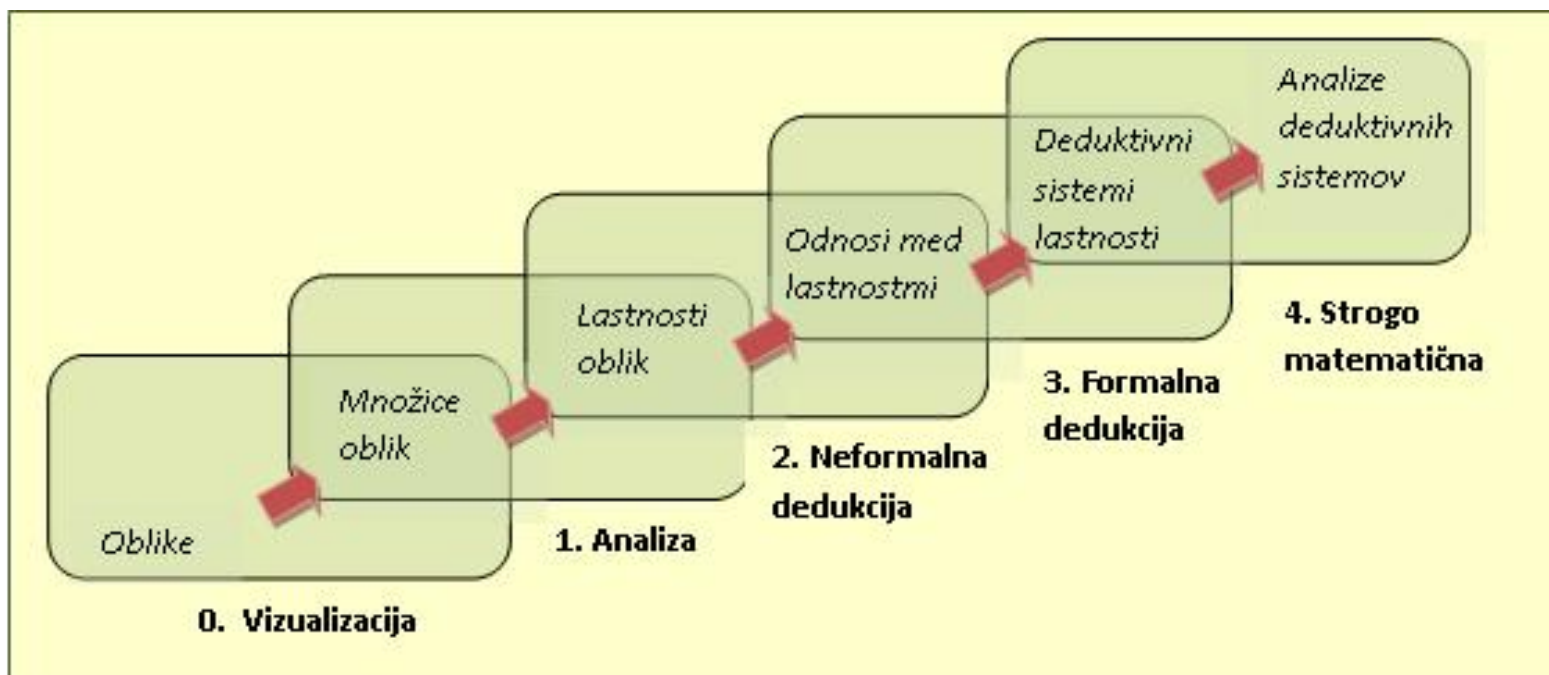 Oblike
0. Vizualizacija
Množice
oblik
1. Analiza
Lastnosti
oblik
2. Neformalna
dedukcija
Odnosi med
lastnostmi
3. Formalna
dedukcija
Deduktivni
sistemi
lastnosti
4. Strogo
matematična
Analize
deduktivnih
sistemov